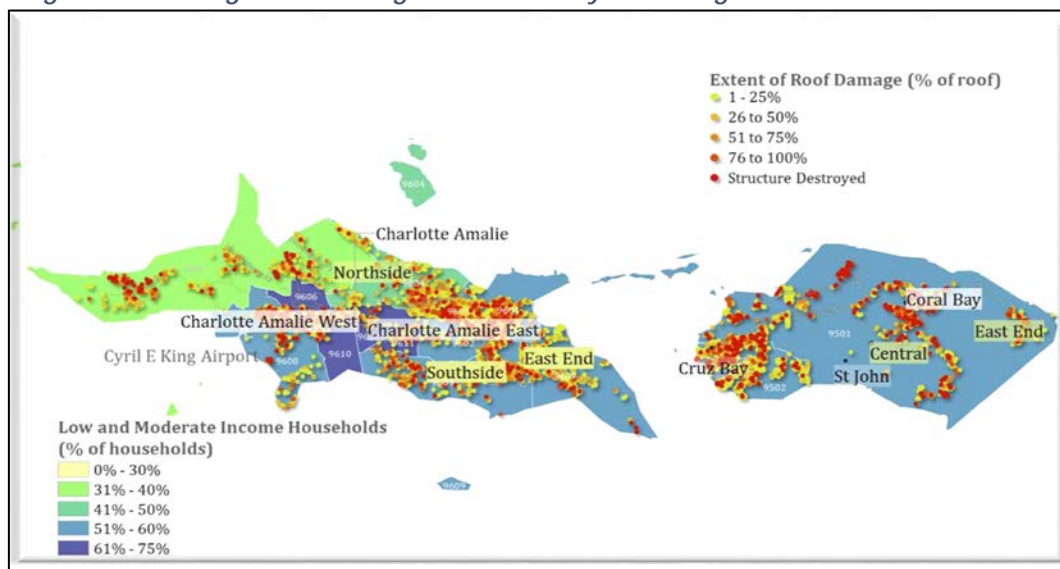 Extent of Roof Damage (% of roof)
1 - 25%
26 to 50%
51 to 75%
76 to 100%
Structure Destroyed
9604
Charlotte Amalie
Northside
9606
Charlotte Amalie West
Charlotte Amalie East
Cyril E King Airport
9608
9610
Southside
East End
9609
Coral Bay
9501
East End
Central
Cruz Bay
St John
9502
Low and Moderate Income Households
(% of households)
0% - 30%
31% - 40%
41% - 50%
51% - 60%
61% - 75%